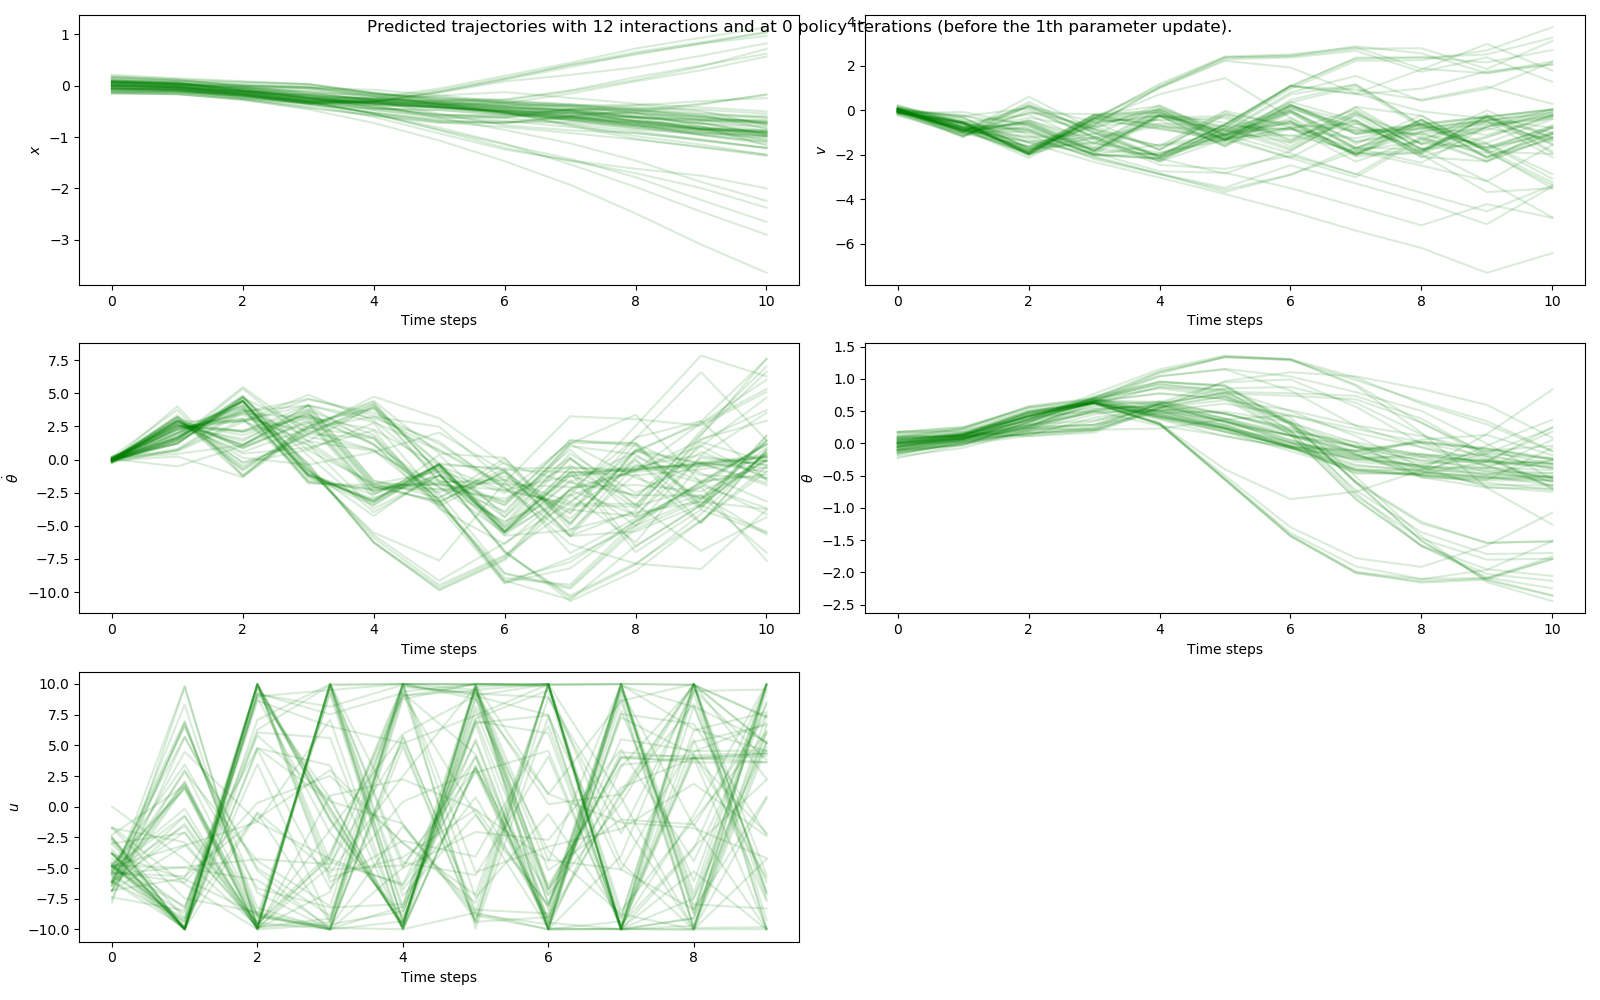 Predicted trajectories with 12 interactions and at 0 policy iterations (before the 1th parameter update).
1
0
−1
−2
−3
x
0 2 4 6 8 10
Time steps
4
2
0
−2
−4
−6
v
0 2 4 6 8 10
Time steps
7.5
5.0
2.5
0.0
−2.5
−5.0
−7.5
−10.0
θ̇
0 2 4 6 8 10
Time steps
1.5
1.0
0.5
0.0
−0.5
−1.0
−1.5
−2.0
−2.5
θ
0 2 4 6 8 10
Time steps
10.0
7.5
5.0
2.5
0.0
−2.5
−5.0
−7.5
−10.0
u
0 2 4 6 8
Time steps